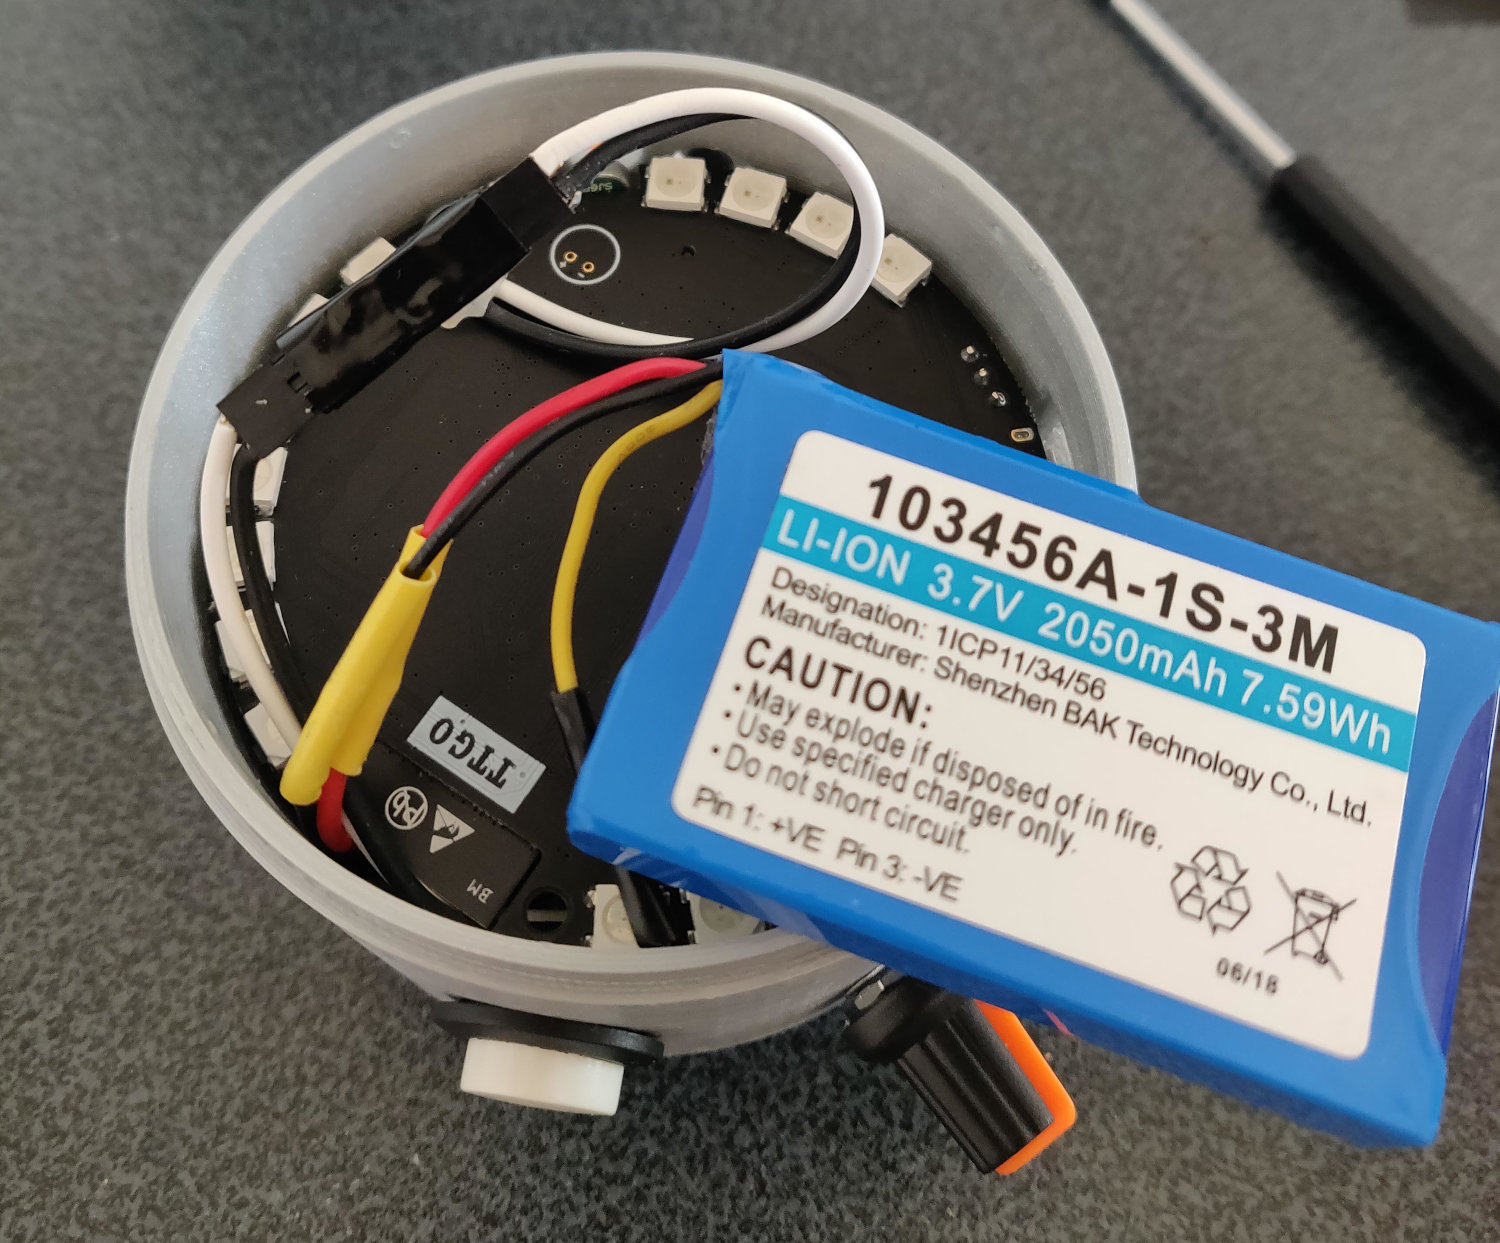 103456A-1S-3M
LI-ION 3.7V 2050mAh 7.59Wh
Designation: 1ICP11/34/56
Manufacturer: Shenzhen BAK Technology Co., Ltd.
CAUTION:
• May explode if disposed of in fire.
• Use specified charger only.
• Do not short circuit.
Pin 1: +VE Pin 3: -VE
06/18
TTGO
Pb
BM